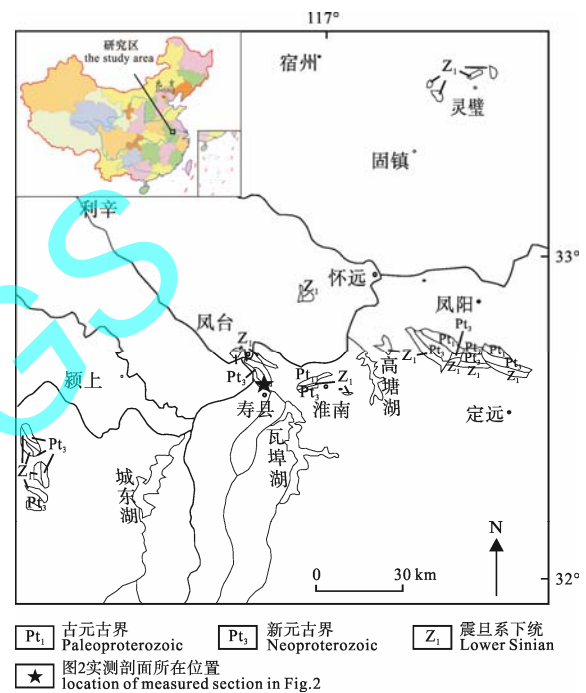 117°
研究区
the study area
北京
宿州
Z1
灵璧
固镇
利辛
33°
怀远
Z1
凤阳
凤台
Z1
Pt3
Pt1
Pt3
Pt1
Z1
Z1
Z1
Pt3
Pt1
Pt3
Z1
高塘湖
颍上
寿县
淮南
定远
瓦埠湖
Pt3
Z1
Pt3
城东湖
N
0 30 km
32°
CGS
Pt1 古元古界
Paleoproterozoic
Pt3 新元古界
Neoproterozoic
Z1 震旦系下统
Lower Sinian
★ 图2实测剖面所在位置
location of measured section in Fig.2